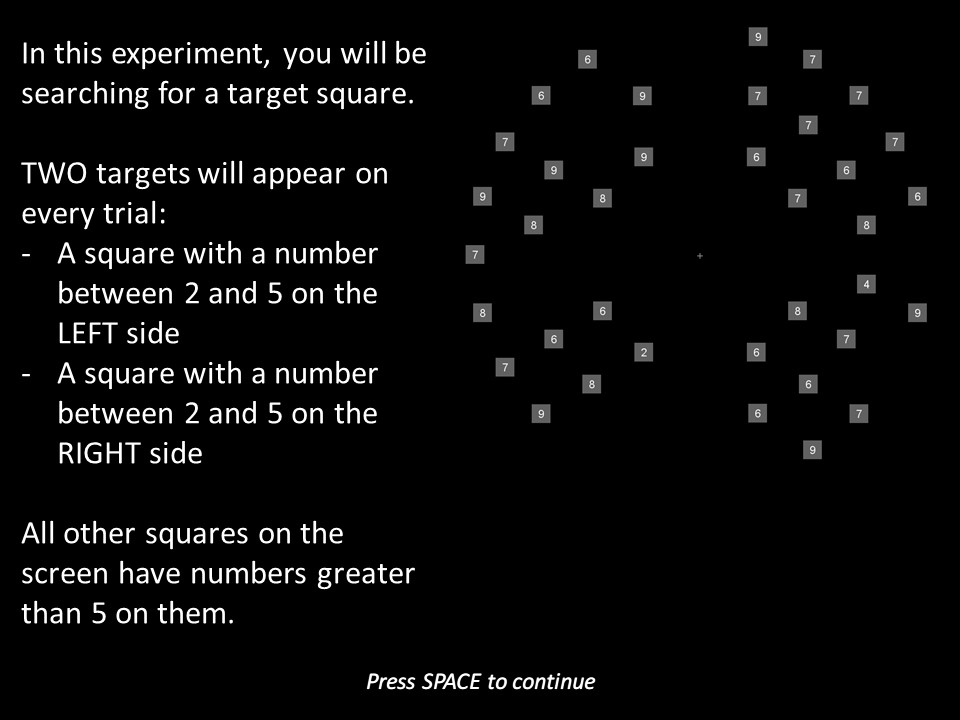 In this experiment, you will be
searching for a target square.
TWO targets will appear on
every trial:
- A square with a number
between 2 and 5 on the
LEFT side
- A square with a number
between 2 and 5 on the
RIGHT side
All other squares on the
screen have numbers greater
than 5 on them.
9
6 7
6 9 7 7
7
7 7
9 6
9 6
9 8 7 6
8 8
7 +
4
8 6 8 9
6 7
2 6
7
8 6
9 6 7
9
Press SPACE to continue